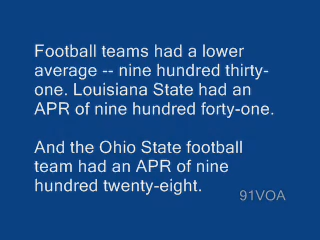 Football teams had a lower
average -- nine hundred thirty-
one. Louisiana State had an
APR of nine hundred forty-one.
And the Ohio State football
team had an APR of nine
hundred twenty-eight.
91VOA